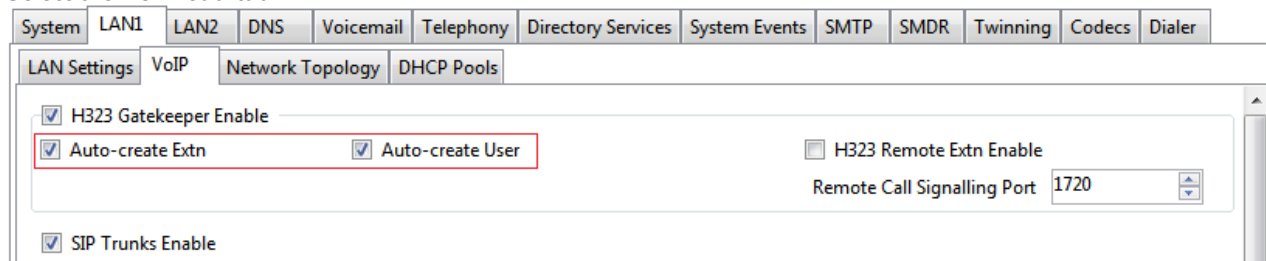 System LAN1 LAN2 DNS Voicemail Telephony Directory Services System Events SMTP SMDR Twinning Codecs Dialer
LAN Settings VoIP Network Topology DHCP Pools
H323 Gatekeeper Enable
Auto-create Extn Auto-create User H323 Remote Extn Enable
Remote Call Signalling Port 1720
SIP Trunks Enable